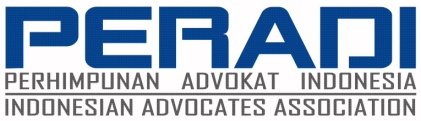 PERADI
PERHIMPUNAN ADVOKAT INDONESIA
INDONESIAN ADVOCATES ASSOCIATION